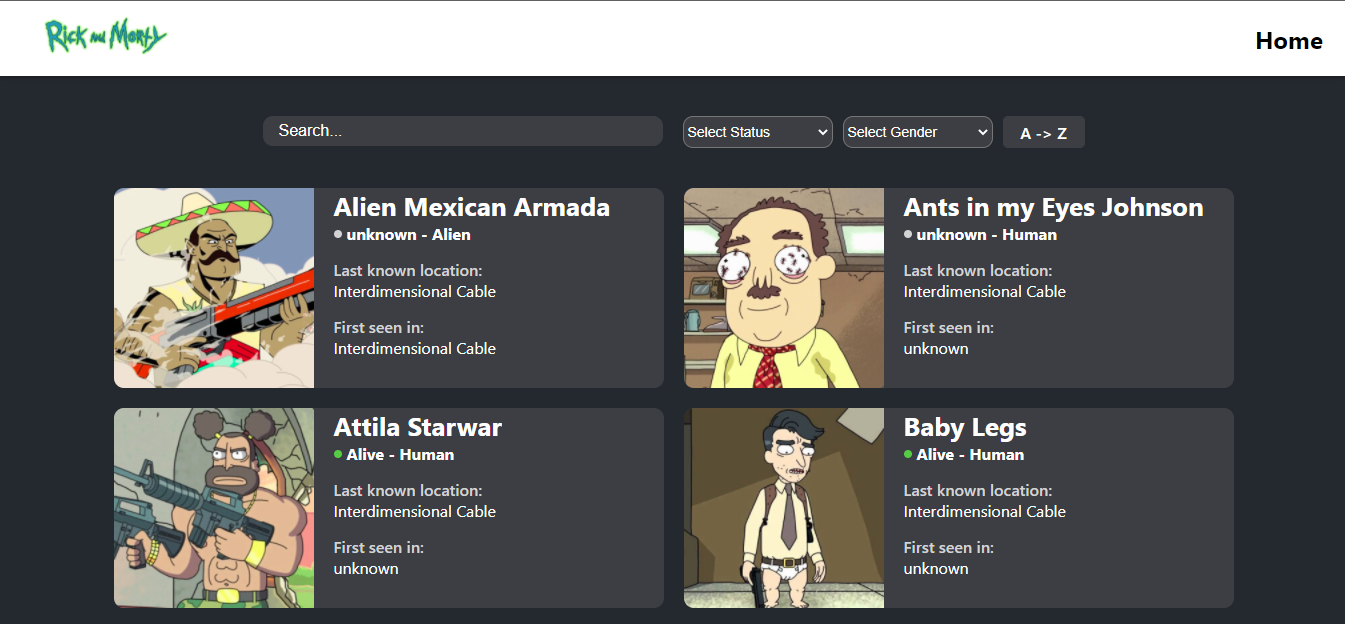 Rick and Morty
Home
Search...
Select Status
Select Gender
A -> Z
Alien Mexican Armada
unknown - Alien
Last known location:
Interdimensional Cable
First seen in:
Interdimensional Cable
Ants in my Eyes Johnson
unknown - Human
Last known location:
Interdimensional Cable
First seen in:
unknown
Attila Starwar
Alive - Human
Last known location:
Interdimensional Cable
First seen in:
unknown
Baby Legs
Alive - Human
Last known location:
Interdimensional Cable
First seen in:
unknown